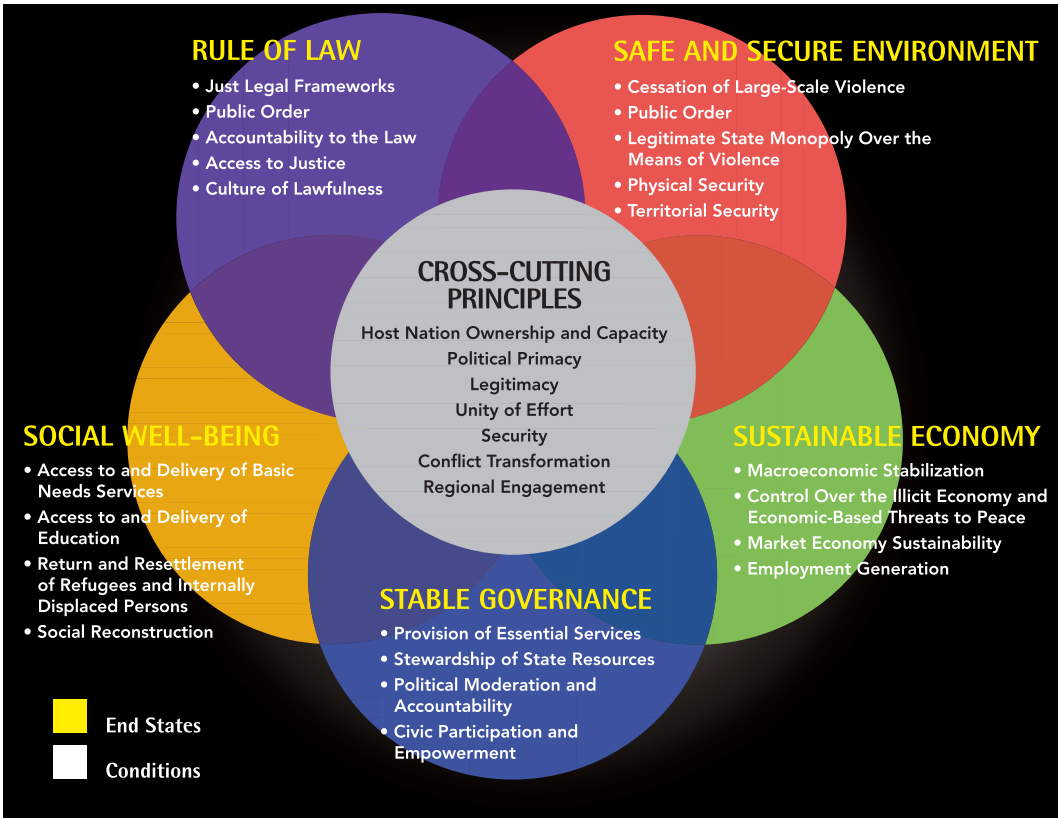 RULE OF LAW
• Just Legal Frameworks
• Public Order
• Accountability to the Law
• Access to Justice
• Culture of Lawfulness
SAFE AND SECURE ENVIRONMENT
• Cessation of Large-Scale Violence
• Public Order
• Legitimate State Monopoly Over the
Means of Violence
• Physical Security
• Territorial Security
CROSS-CUTTING
PRINCIPLES
Host Nation Ownership and Capacity
Political Primacy
Legitimacy
Unity of Effort
Security
Conflict Transformation
Regional Engagement
SOCIAL WELL-BEING
• Access to and Delivery of Basic
Needs Services
• Access to and Delivery of
Education
• Return and Resettlement
of Refugees and Internally
Displaced Persons
• Social Reconstruction
SUSTAINABLE ECONOMY
• Macroeconomic Stabilization
• Control Over the Illicit Economy and
Economic-Based Threats to Peace
• Market Economy Sustainability
• Employment Generation
STABLE GOVERNANCE
• Provision of Essential Services
• Stewardship of State Resources
• Political Moderation and
Accountability
• Civic Participation and
Empowerment
End States
Conditions